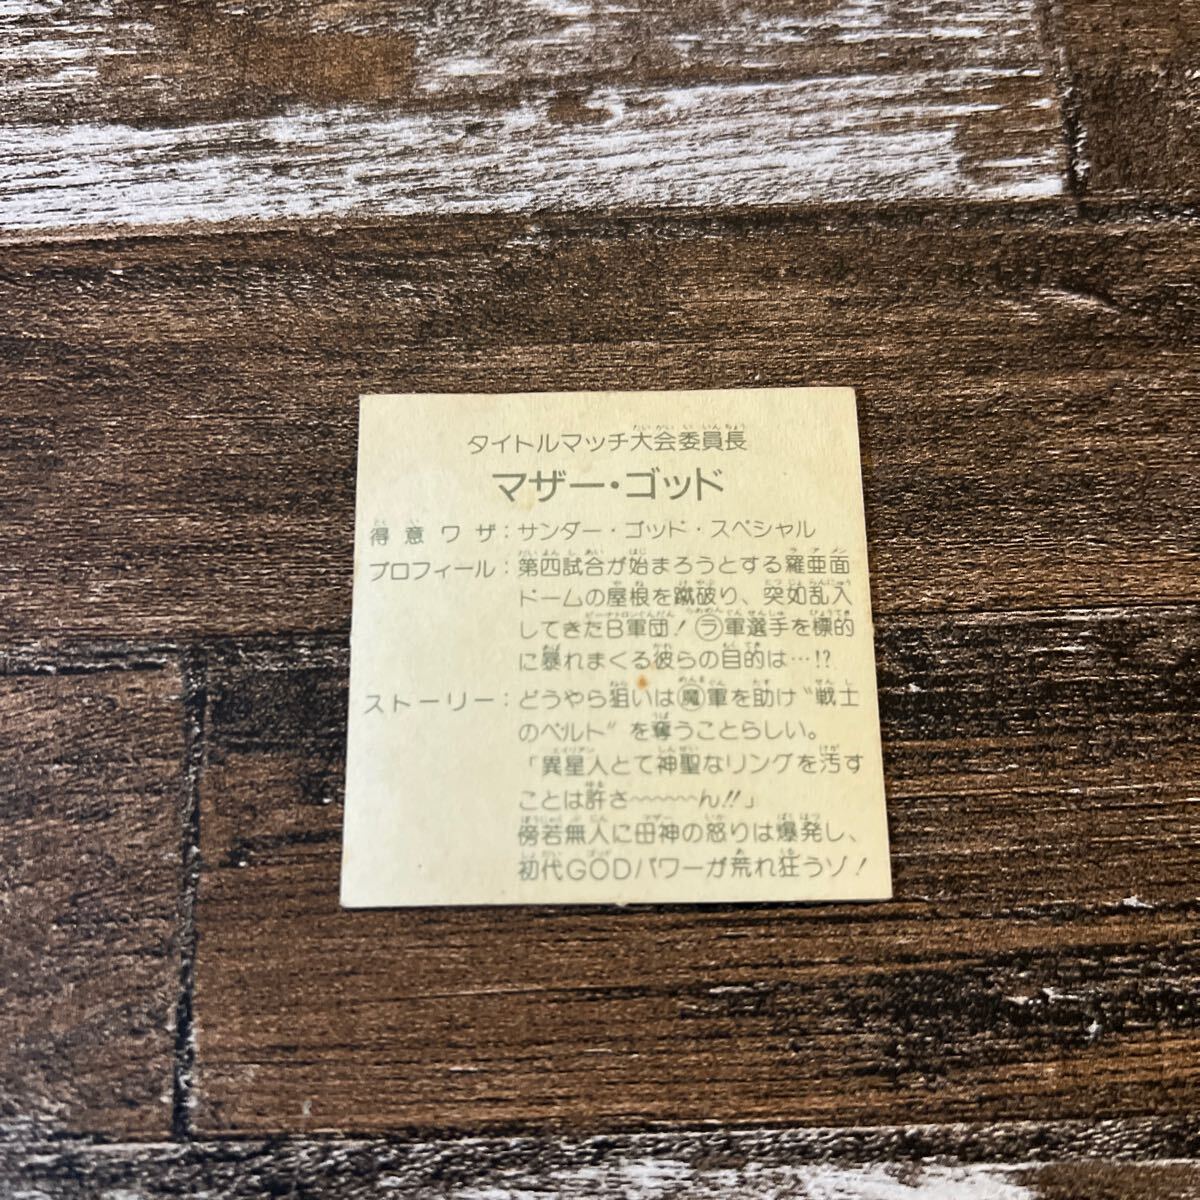 タイトルマッチ大会委員長
マザー・ゴッド
得意ワザ：サンダー・ゴッド・スペシャル
プロフィール：第四試合が始まろうとする羅亜面
ドームの屋根を蹴破り、突如乱入
してきたB軍団！㋶軍選手を標的
に暴れまくる彼らの目的は…!?
ストーリー：どうやら狙いは魔軍を助け〝戦士
のベルト〟を奪うことらしい。
「異星人とて神聖なリングを汚す
ことは許さ〜〜〜〜ん!!」
傍若無人に母神の怒りは爆発し、
初代GODパワーが荒れ狂うゾ！